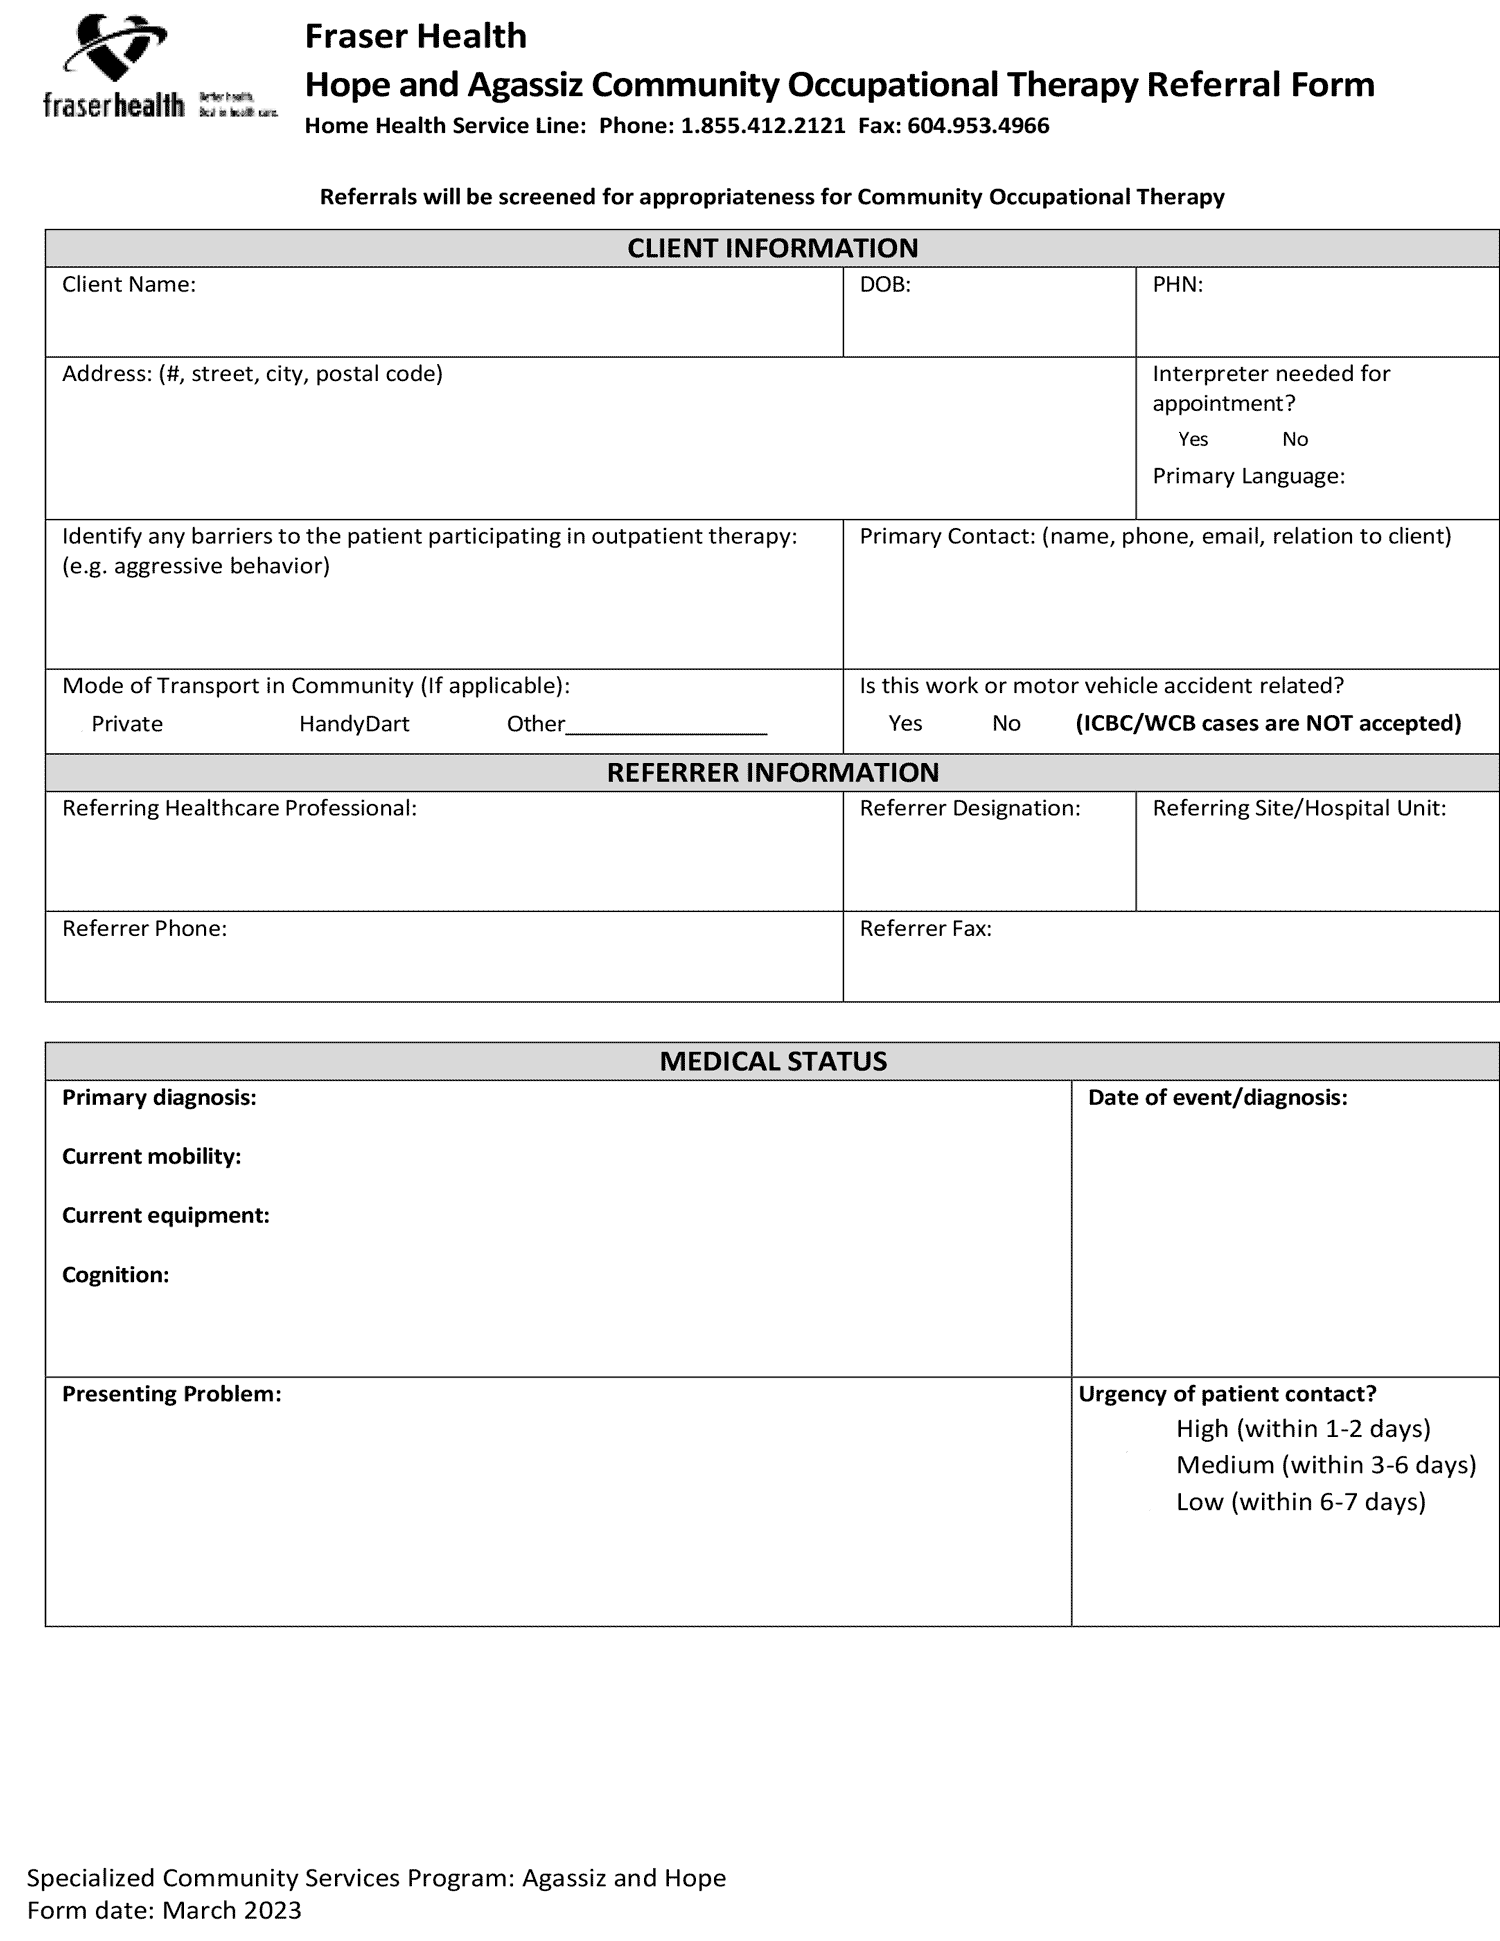 fraserhealth
Fraser Health
Hope and Agassiz Community Occupational Therapy Referral Form
Home Health Service Line: Phone: 1.855.412.2121 Fax: 604.953.4966
Referrals will be screened for appropriateness for Community Occupational Therapy
CLIENT INFORMATION
Client Name:
DOB:
PHN:
Address: (#, street, city, postal code)
Interpreter needed for
appointment?
Yes No
Primary Language:
Identify any barriers to the patient participating in outpatient therapy:
(e.g. aggressive behavior)
Primary Contact: (name, phone, email, relation to client)
Mode of Transport in Community (If applicable):
Private HandyDart Other_________________
Is this work or motor vehicle accident related?
Yes No (ICBC/WCB cases are NOT accepted)
REFERRER INFORMATION
Referring Healthcare Professional:
Referrer Designation:
Referring Site/Hospital Unit:
Referrer Phone:
Referrer Fax:
MEDICAL STATUS
Primary diagnosis:
Date of event/diagnosis:
Current mobility:
Current equipment:
Cognition:
Presenting Problem:
Urgency of patient contact?
High (within 1-2 days)
Medium (within 3-6 days)
Low (within 6-7 days)
Specialized Community Services Program: Agassiz and Hope
Form date: March 2023